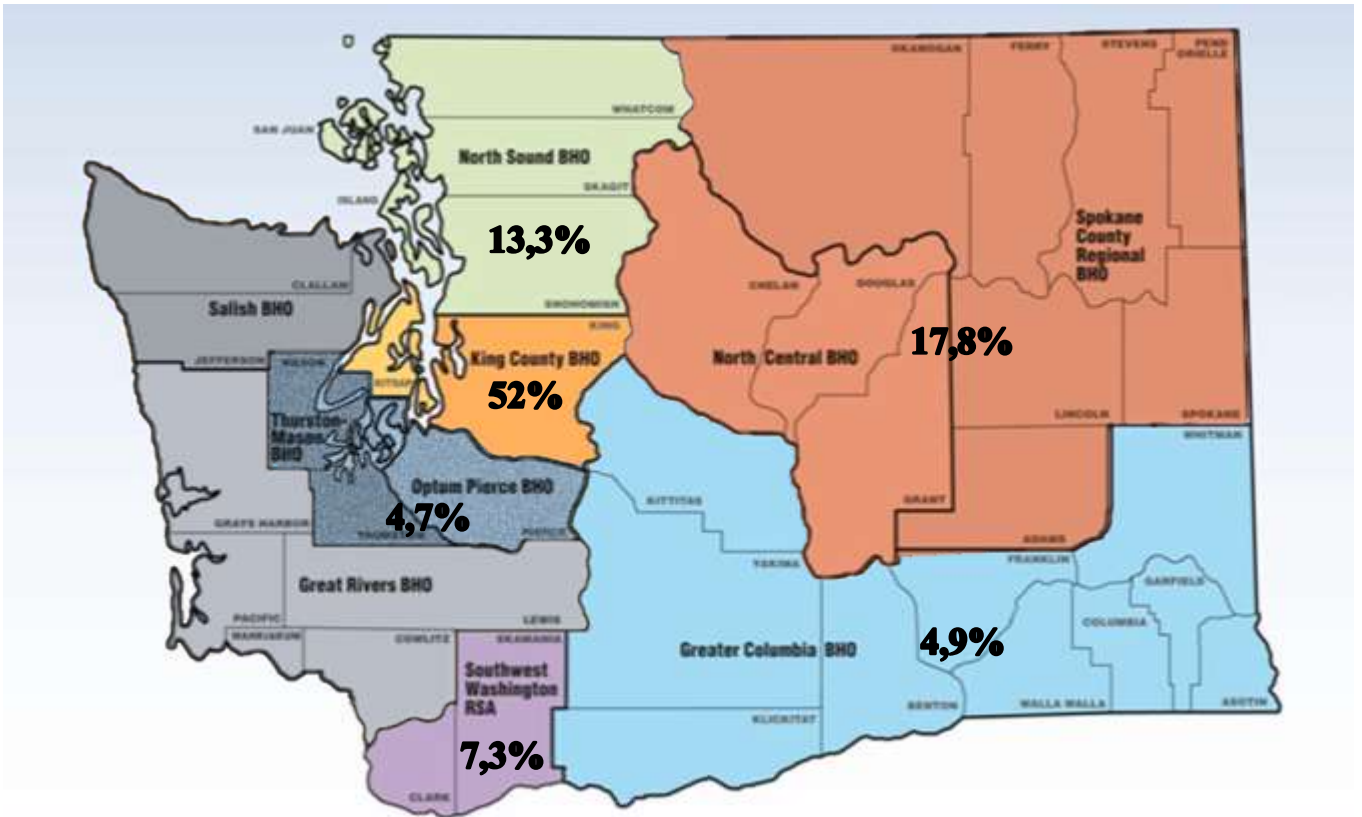 OKANOGAN
FERRY
STEVENS
PEND
ORIELLE
WHATCOM
SAN JUAN
North Sound BHO
SKAGIT
ISLAND
Spokane
County
Regional
BHO
13,3%
CLALLAM
CHELAN
DOUGLAS
Salish BHO
SNOHOMISH
KING
JEFFERSON
MASON
King County BHO
North Central BHO
17,8%
KITSAP
52%
LINCOLN
SPOKANE
Thurston-
Mason
BHO
WHITMAN
Optum Pierce BHO
KITTITAS
GRANT
4,7%
GRAYS HARBOR
THURSTON
PIERCE
ADAMS
YAKIMA
FRANKLIN
GARFIELD
Great Rivers BHO
PACIFIC
LEWIS
COLUMBIA
WAHKIAKUM
COWLITZ
SKAMANIA
Greater Columbia BHO
4,9%
Southwest
Washington
RSA
KLICKITAT
BENTON
WALLA WALLA
ASOTIN
7,3%
CLARK